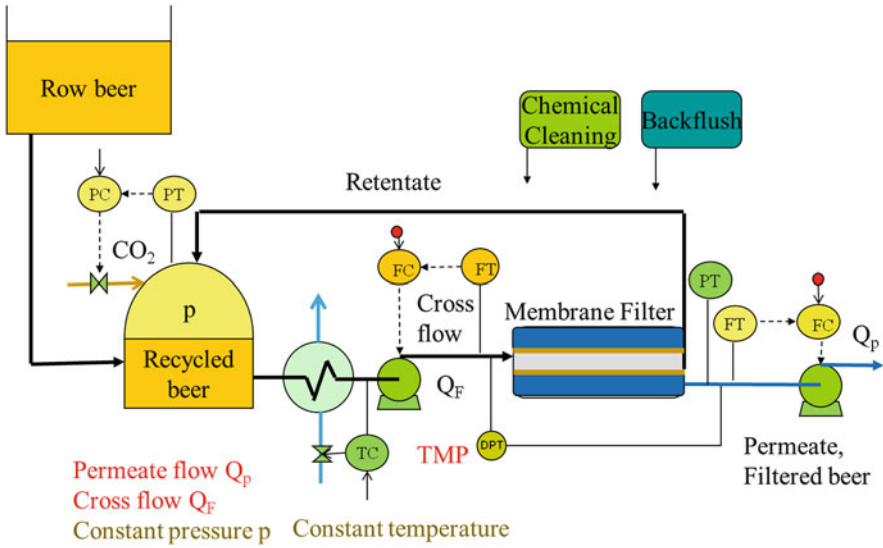 Row beer
Chemical
Cleaning
Backflush
Retentate
PC
PT
CO₂
FC
FT
PT
Cross
flow
Membrane Filter
FT
FC
p
Qp
Recycled
beer
QF
TC
TMP
DPT
Permeate,
Filtered beer
Permeate flow Qp
Cross flow QF
Constant pressure p
Constant temperature